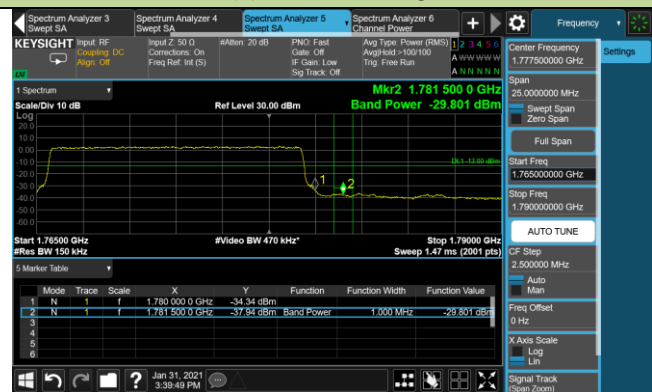 Spectrum Analyzer 3
Swept SA
Spectrum Analyzer 4
Swept SA
Spectrum Analyzer 5
Swept SA
Spectrum Analyzer 6
Channel Power
+
Frequency
KEYSIGHT
Input: RF
Coupling: DC
Align: Off
Input Z: 50 Ω
Corrections: On
Freq Ref: Int (S)
#Atten: 20 dB
PNO: Fast
Gate: Off
IF Gain: Low
Sig Track: Off
Avg Type: Power (RMS)
Avg|Hold:>100/100
Trig: Free Run
1 2 3 4 5 6
A W W W W W
A N N N N N
LVI
1 Spectrum
Scale/Div 10 dB
Log
Ref Level 30.00 dBm
Mkr2 1.781 500 0 GHz
Band Power -29.801 dBm
20.0
10.0
0.00
-10.0
-20.0
-30.0
-40.0
-50.0
-60.0
DL1 -13.00 dBm
1
2
Start 1.76500 GHz
#Res BW 150 kHz
#Video BW 470 kHz*
Stop 1.79000 GHz
Sweep 1.47 ms (2001 pts)
5 Marker Table
Mode Trace Scale X Y Function Function Width Function Value
1 N 1 f 1.780 000 0 GHz -34.34 dBm
2 N 1 f 1.781 500 0 GHz -37.94 dBm Band Power 1.000 MHz -29.801 dBm
3
4
5
6
Center Frequency
1.777500000 GHz
Settings
Span
25.0000000 MHz
Swept Span
Zero Span
Full Span
Start Freq
1.765000000 GHz
Stop Freq
1.790000000 GHz
AUTO TUNE
CF Step
2.500000 MHz
Auto
Man
Freq Offset
0 Hz
X Axis Scale
Log
Lin
Signal Track
(Span Zoom)
?
Jan 31, 2021
3:39:49 PM